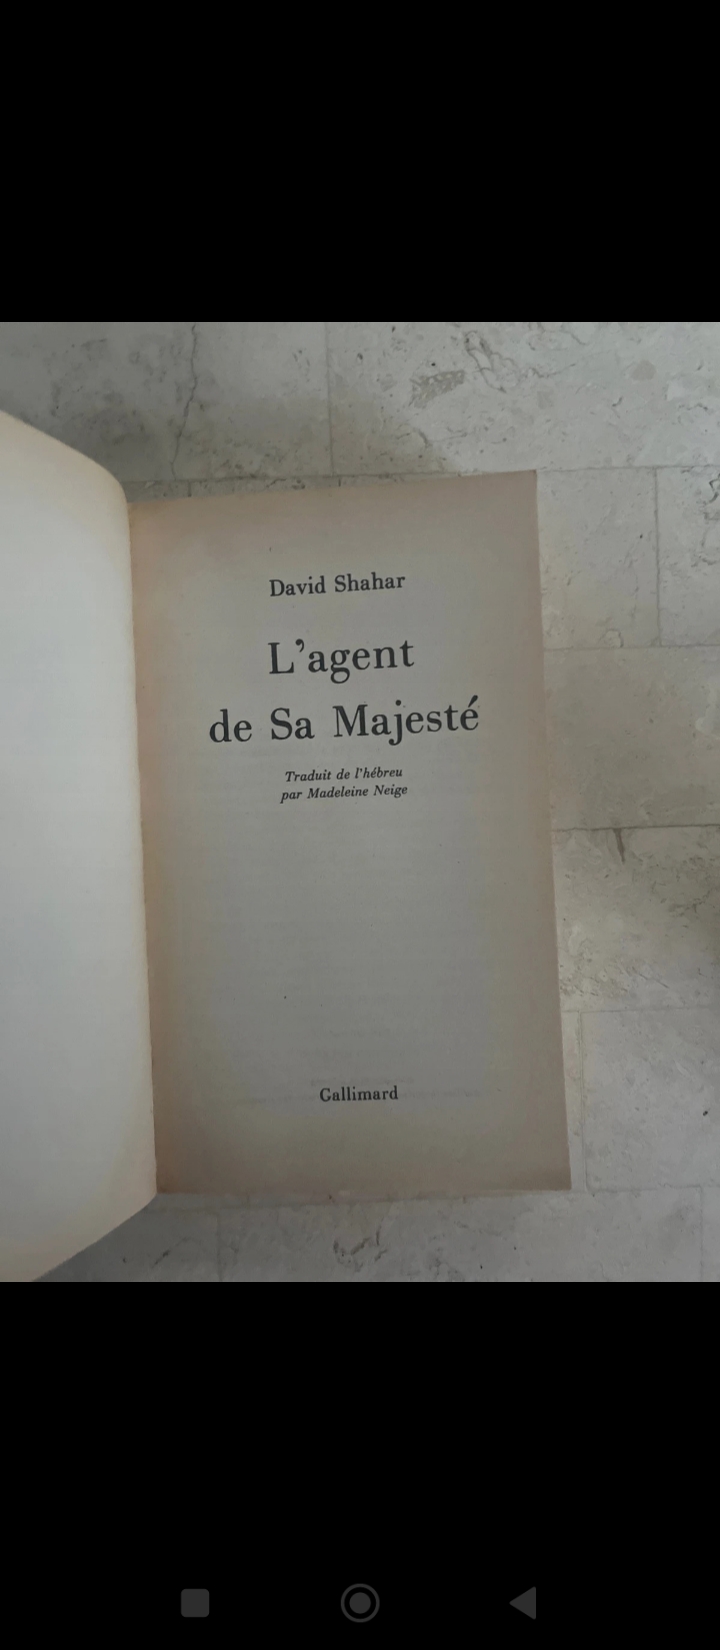 David Shahar
L'agent
de Sa Majesté
Traduit de l'hébreu
par Madeleine Neige
Gallimard